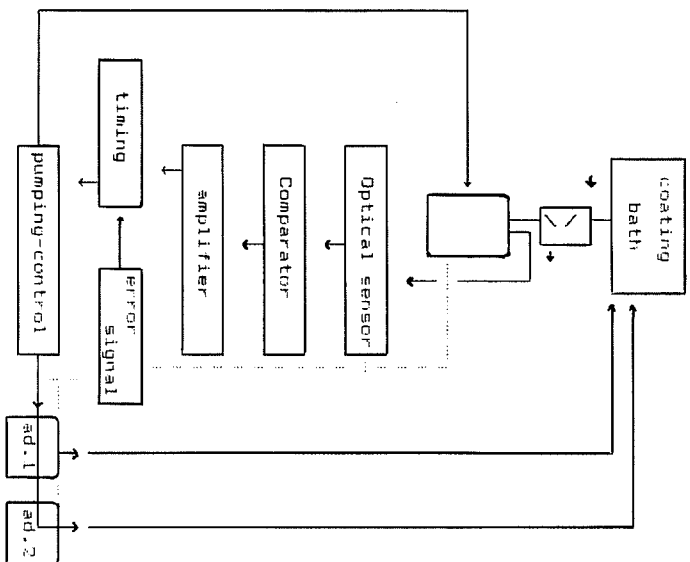 coating
bath
Optical sensor
Comparator
amplifier
timing
error
signal
pumping-control
ad.1
ad.2